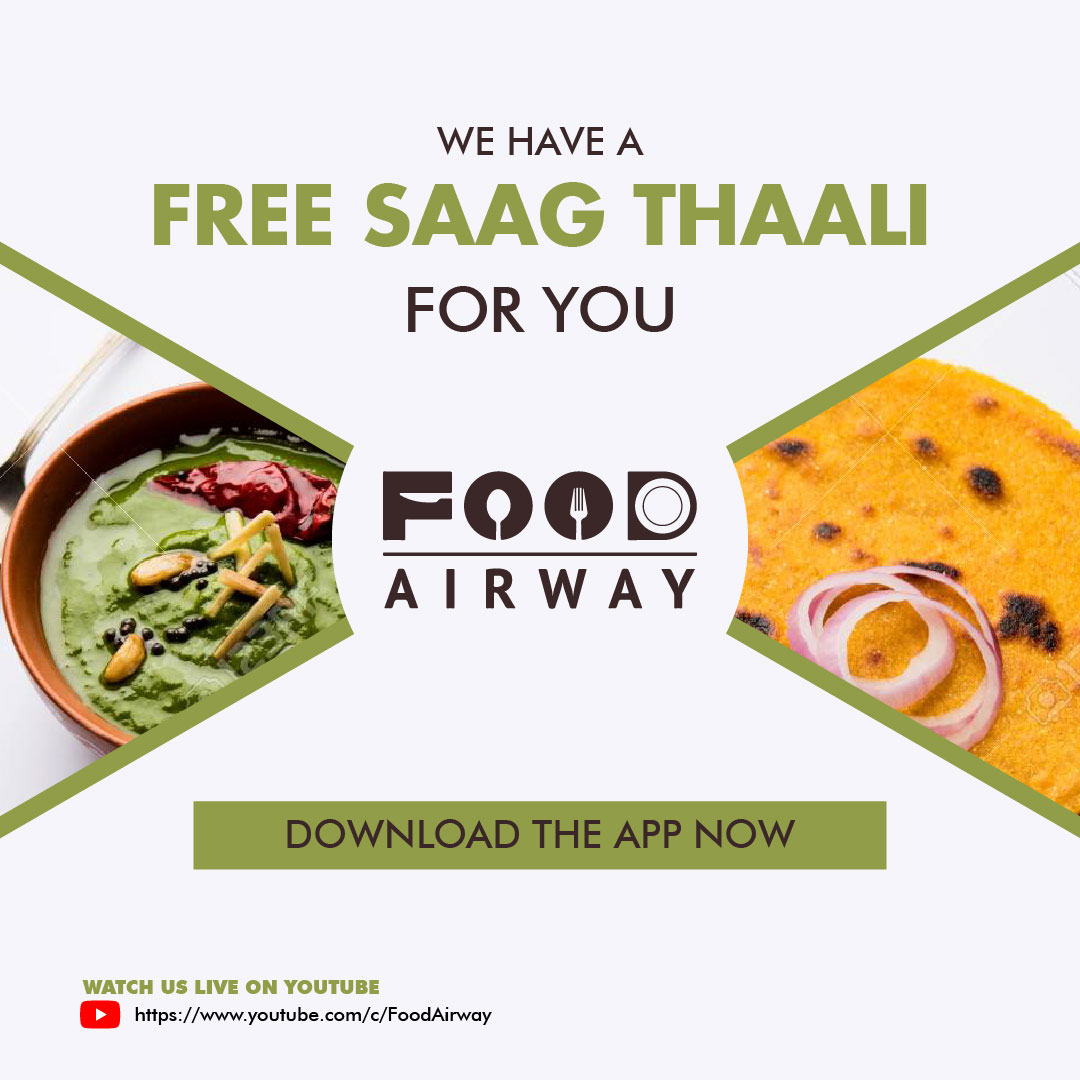 WE HAVE A
FREE SAAG THAALI
FOR YOU
FOOD
AIRWAY
DOWNLOAD THE APP NOW
WATCH US LIVE ON YOUTUBE
https://www.youtube.com/c/FoodAirway